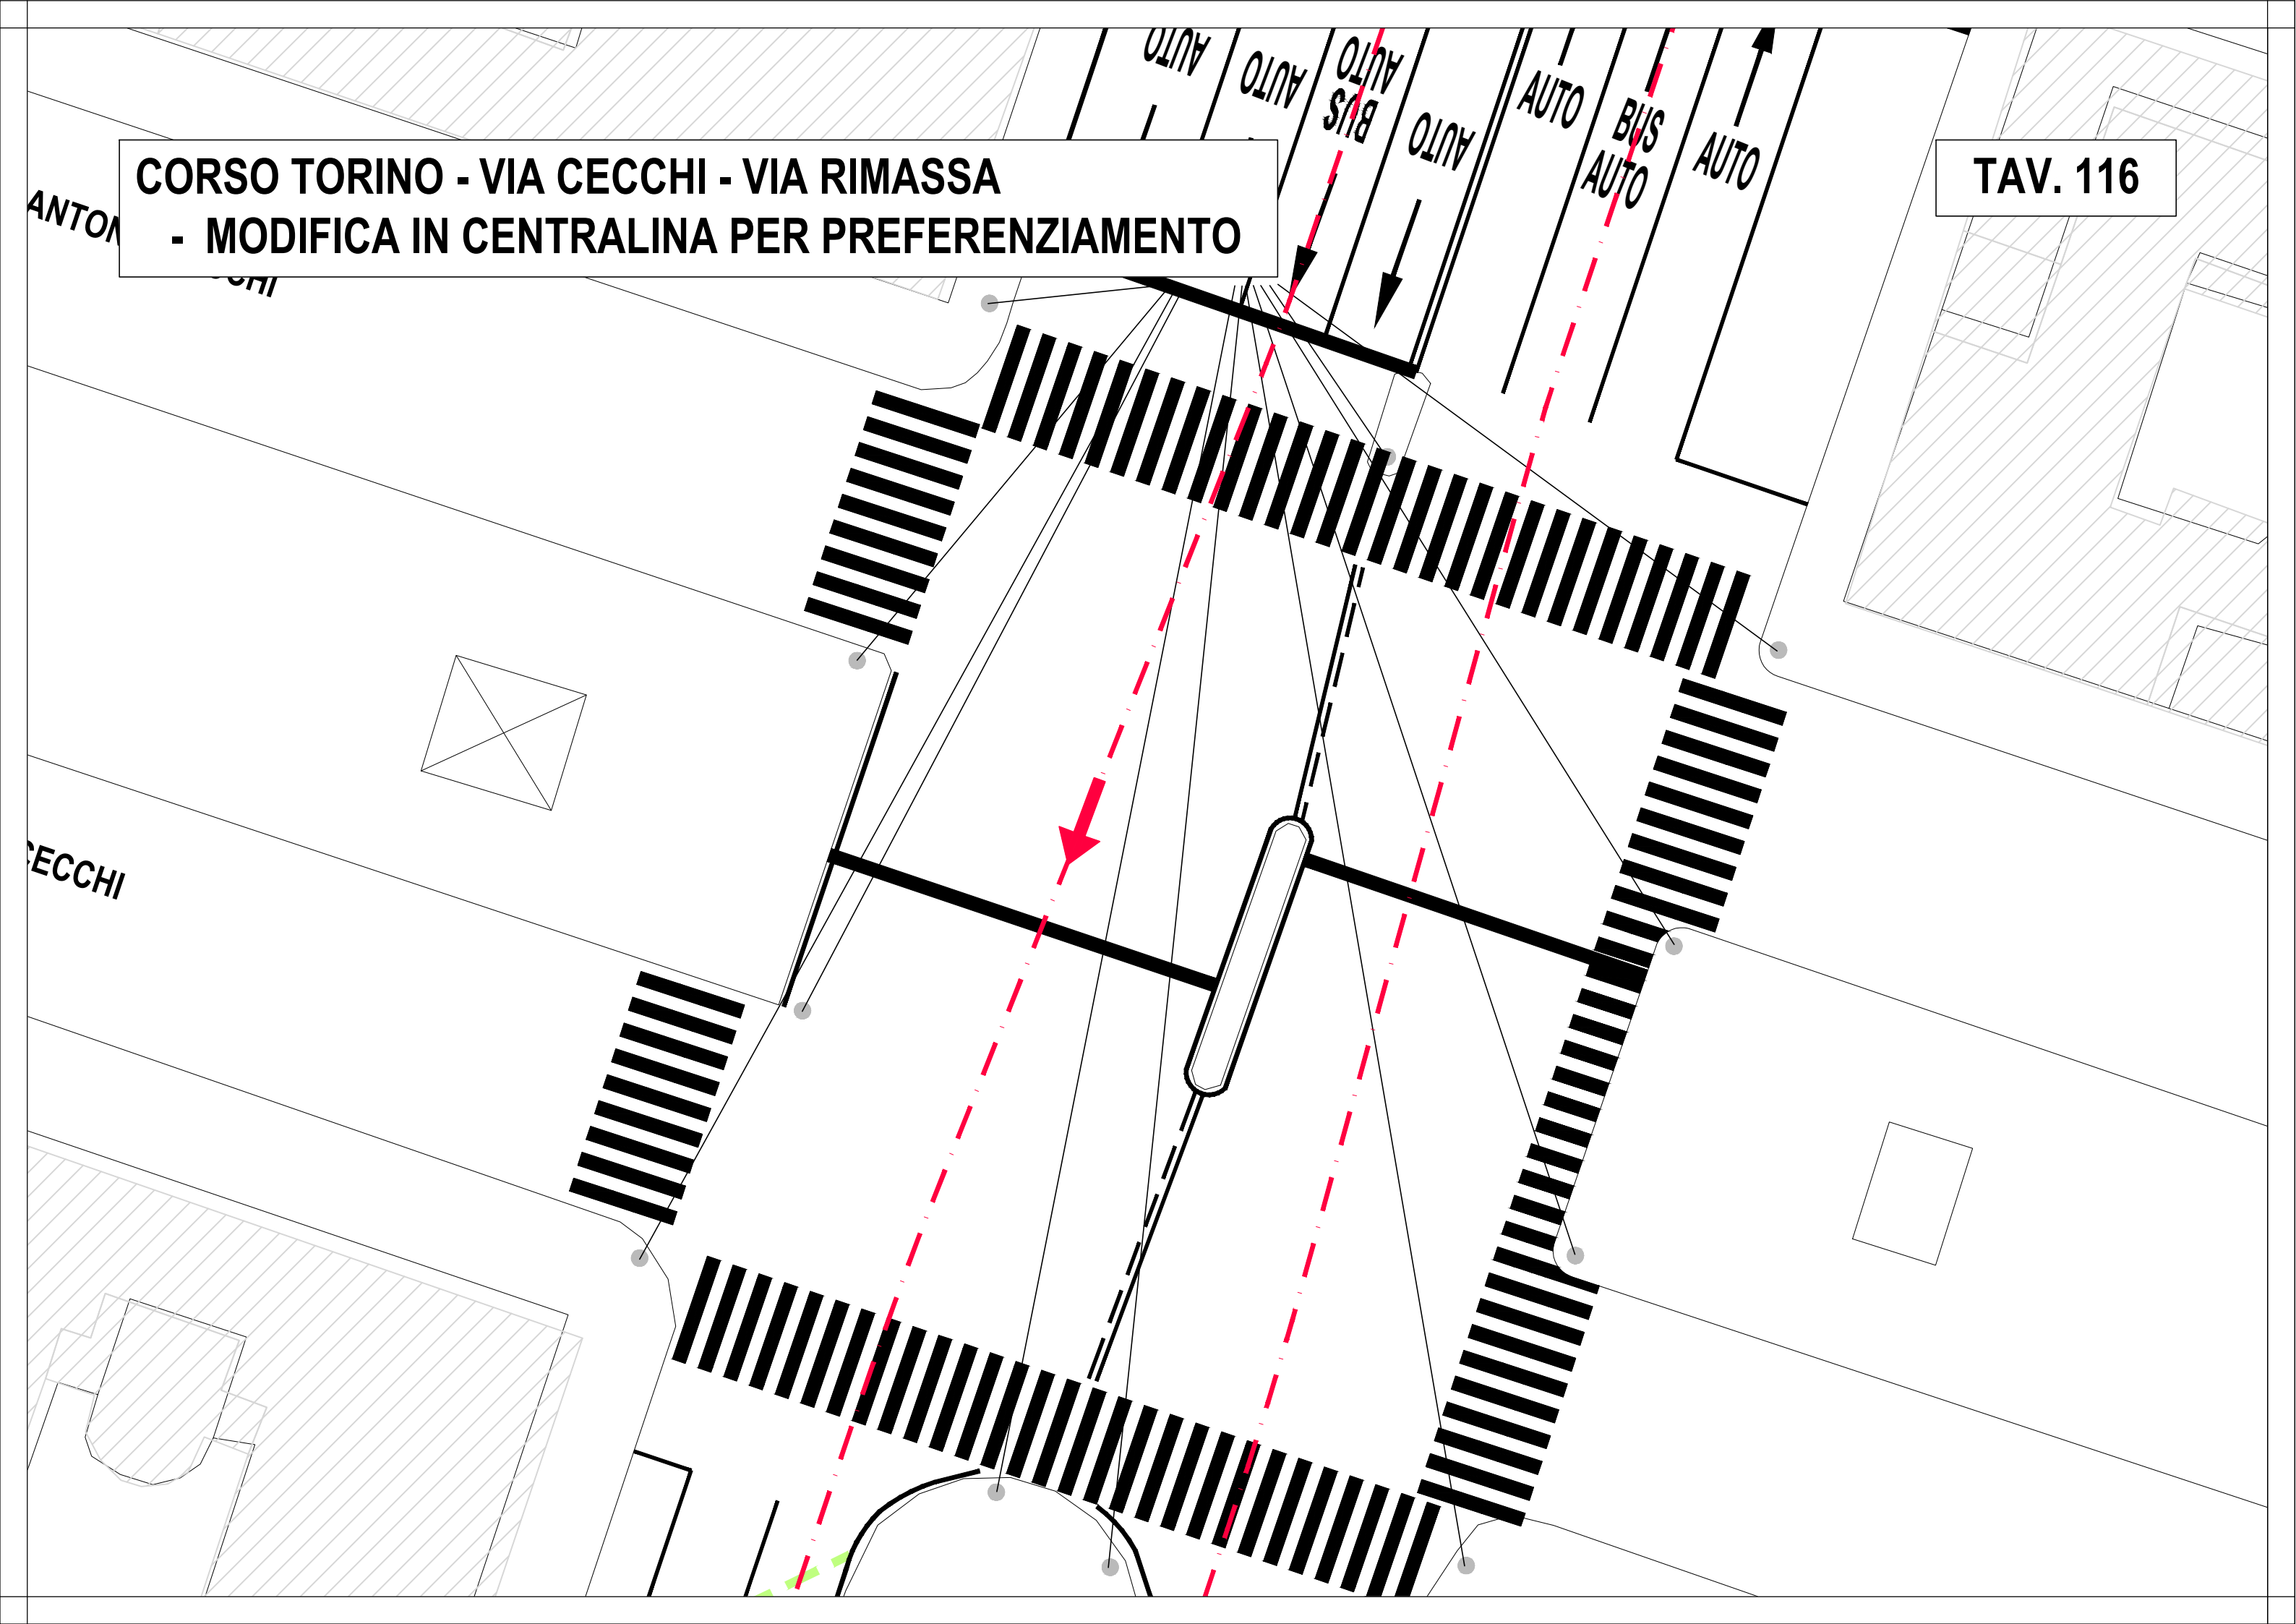 AUTO
AUTO
AUTO
BUS
AUTO
AUTO
BUS
AUTO
AUTO
CORSO TORINO - VIA CECCHI - VIA RIMASSA
- MODIFICA IN CENTRALINA PER PREFERENZIAMENTO
TAV. 116